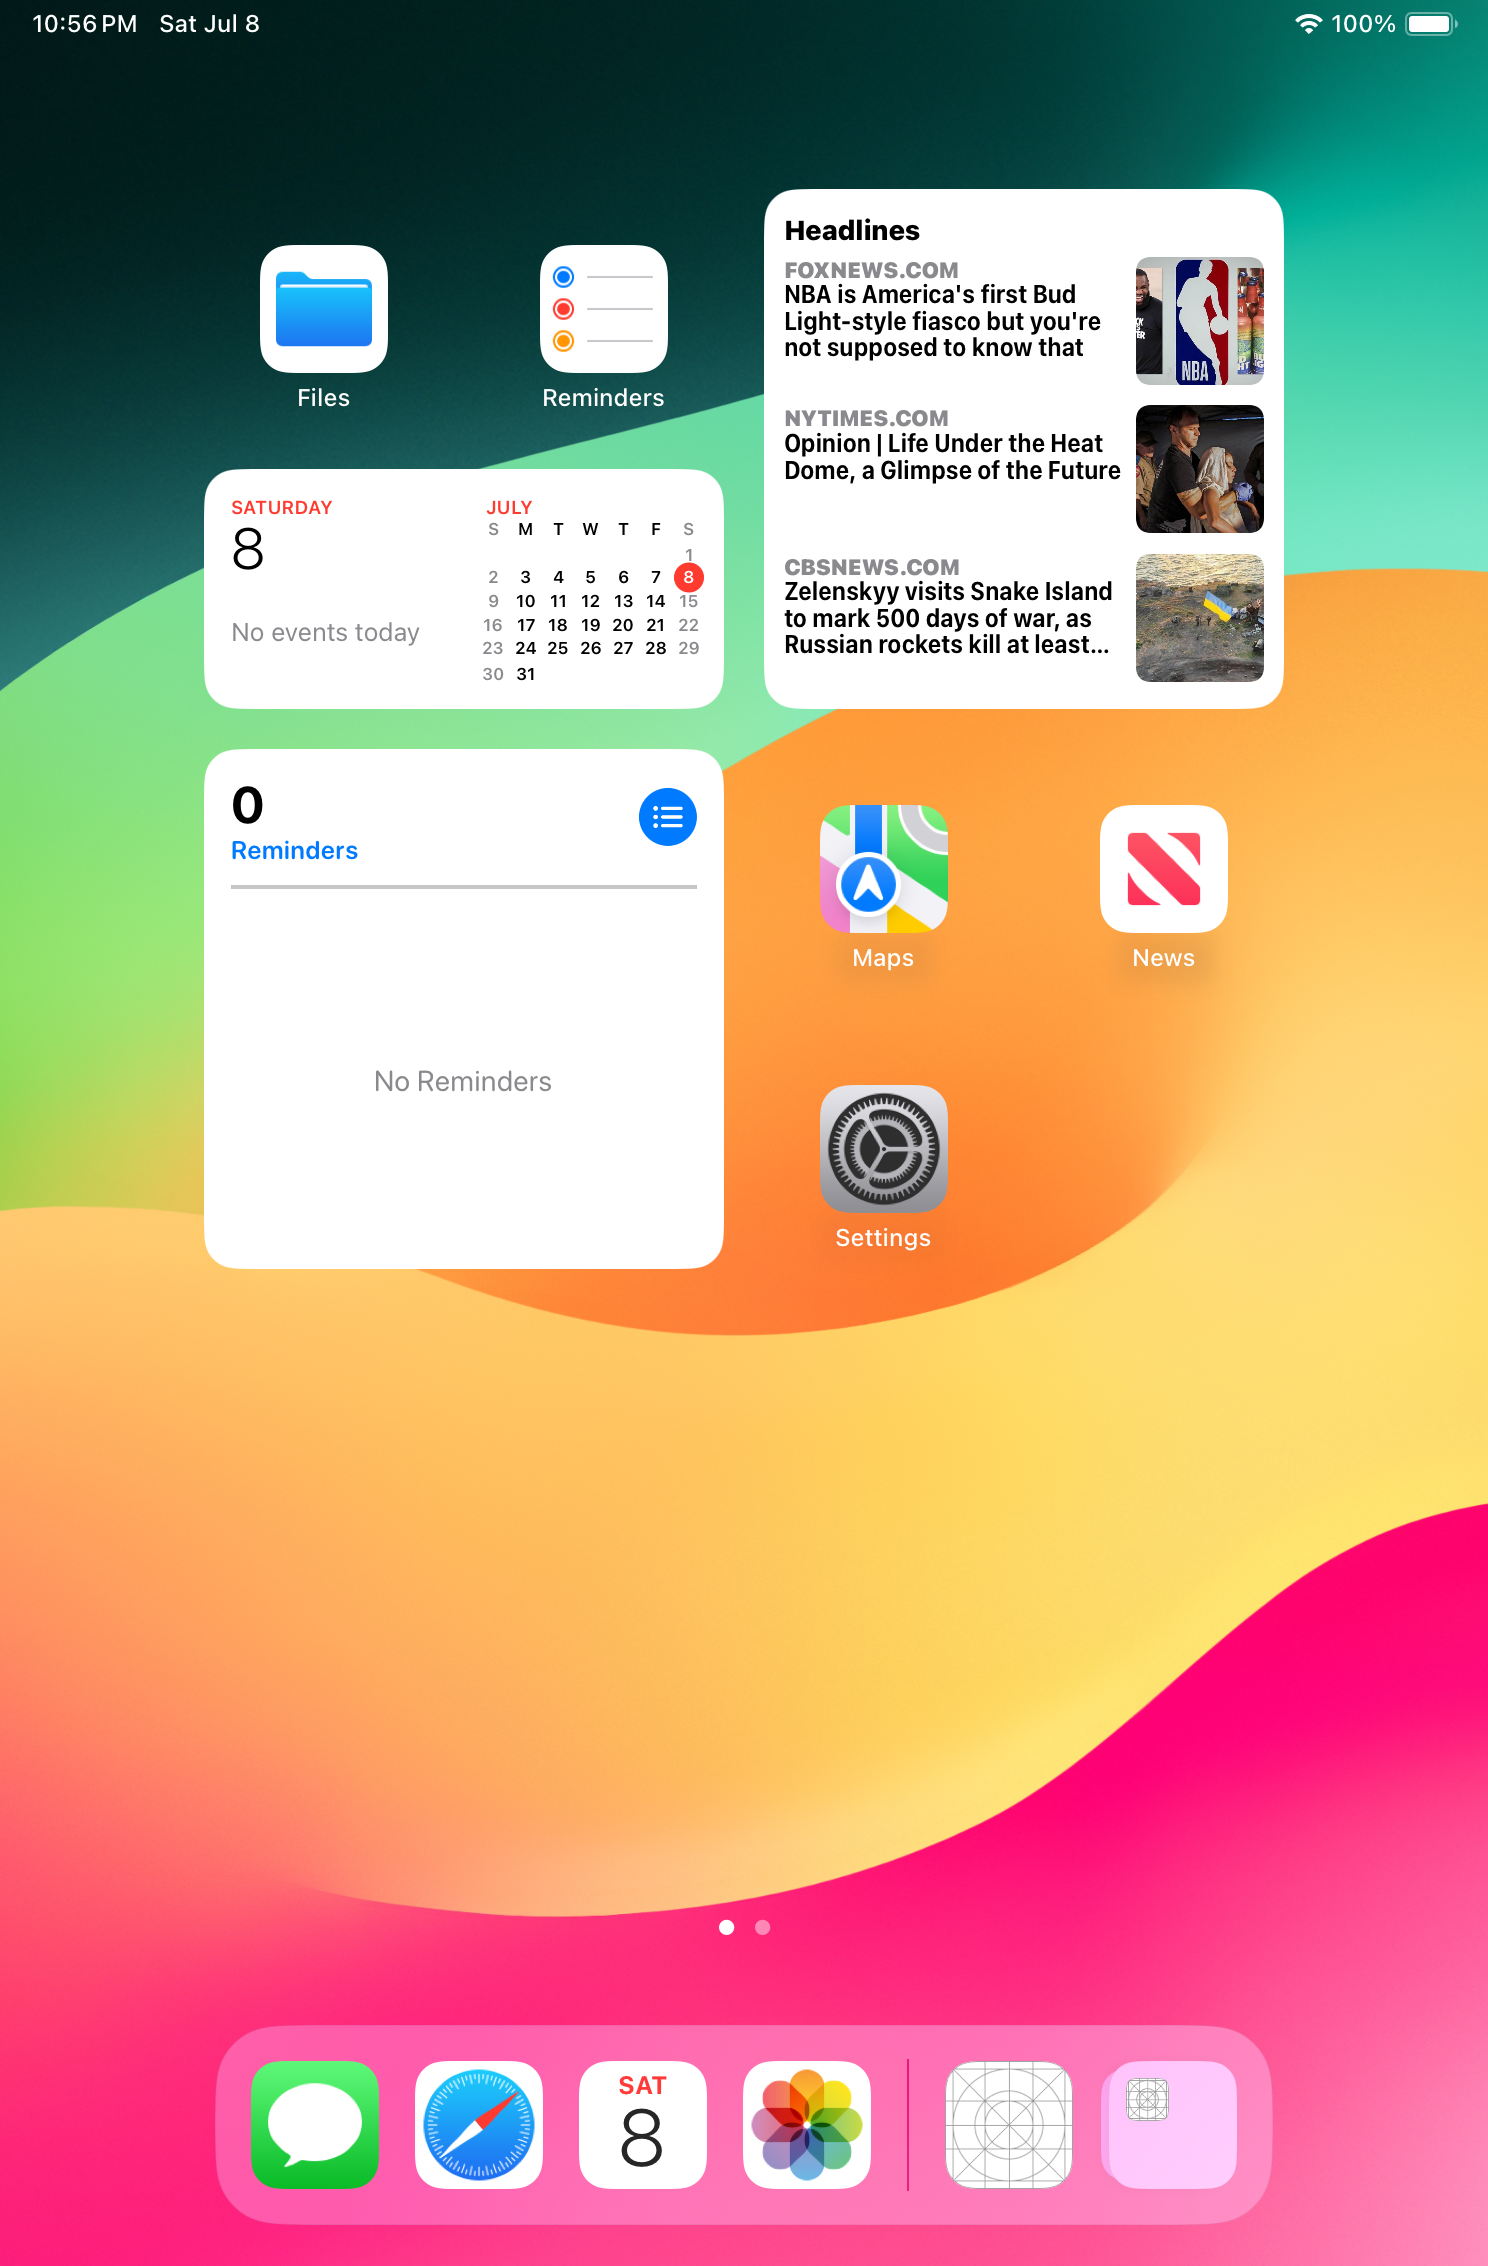 10:56 PM Sat Jul 8
100%
Files
Reminders
Headlines
FOXNEWS.COM
NBA is America's first Bud
Light-style fiasco but you're
not supposed to know that
NBA
NYTIMES.COM
Opinion | Life Under the Heat
Dome, a Glimpse of the Future
CBSNEWS.COM
Zelenskyy visits Snake Island
to mark 500 days of war, as
Russian rockets kill at least...
SATURDAY
8
No events today
JULY
S M T W T F S
1
2 3 4 5 6 7 8
9 10 11 12 13 14 15
16 17 18 19 20 21 22
23 24 25 26 27 28 29
30 31
0
Reminders
No Reminders
Maps
News
Settings
SAT
8